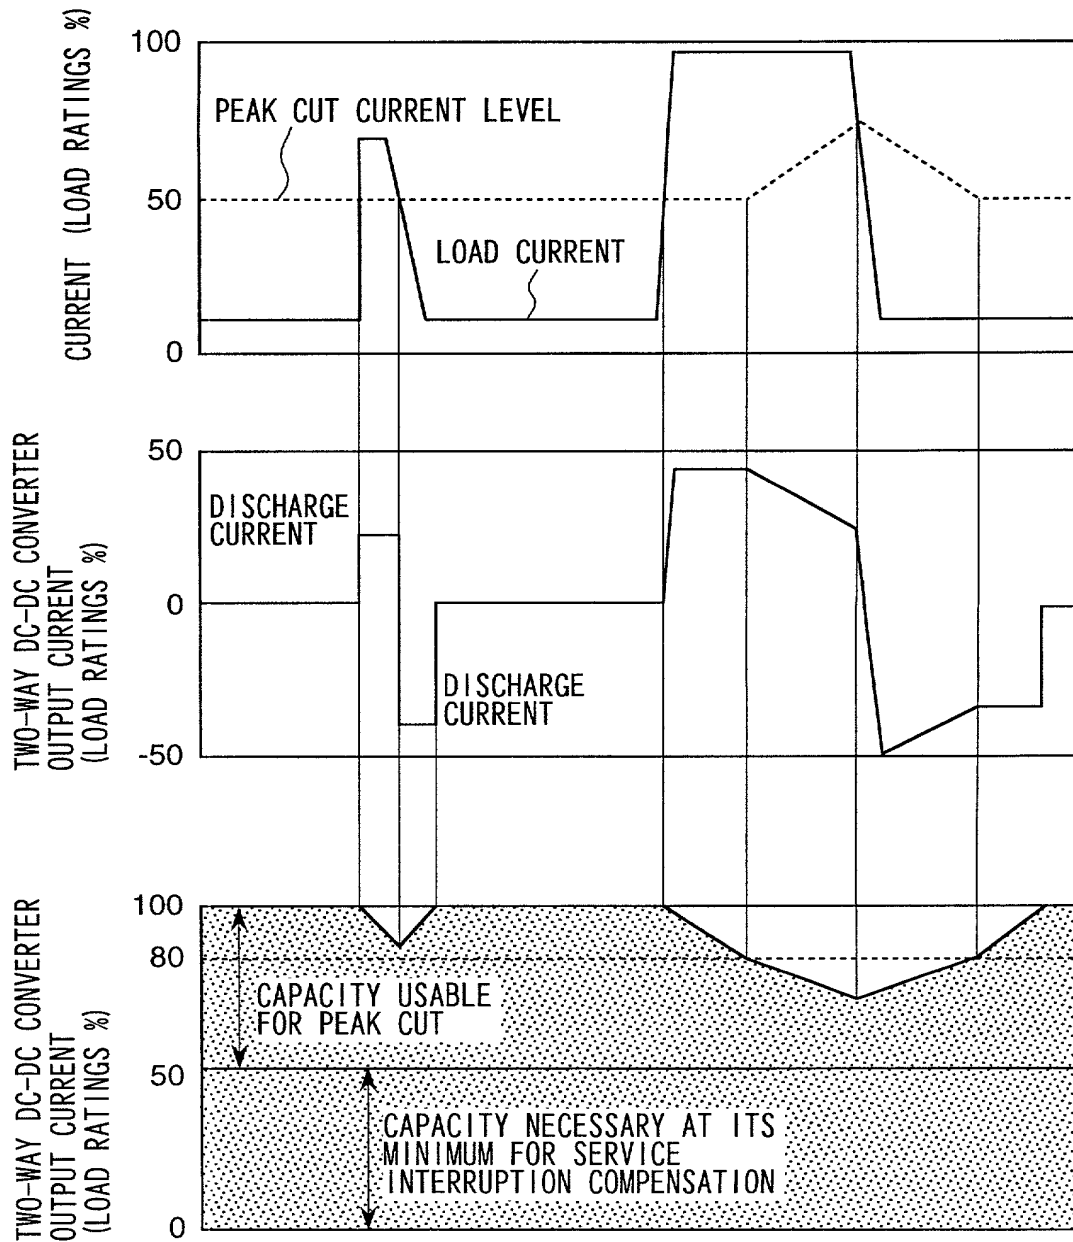 CURRENT (LOAD RATINGS %)
100
PEAK CUT CURRENT LEVEL
50
LOAD CURRENT
0
TWO-WAY DC-DC CONVERTER
OUTPUT CURRENT
(LOAD RATINGS %)
50
DISCHARGE
CURRENT
0
DISCHARGE
CURRENT
-50
TWO-WAY DC-DC CONVERTER
OUTPUT CURRENT
(LOAD RATINGS %)
100
80
CAPACITY USABLE
FOR PEAK CUT
50
CAPACITY NECESSARY AT ITS
MINIMUM FOR SERVICE
INTERRUPTION COMPENSATION
0